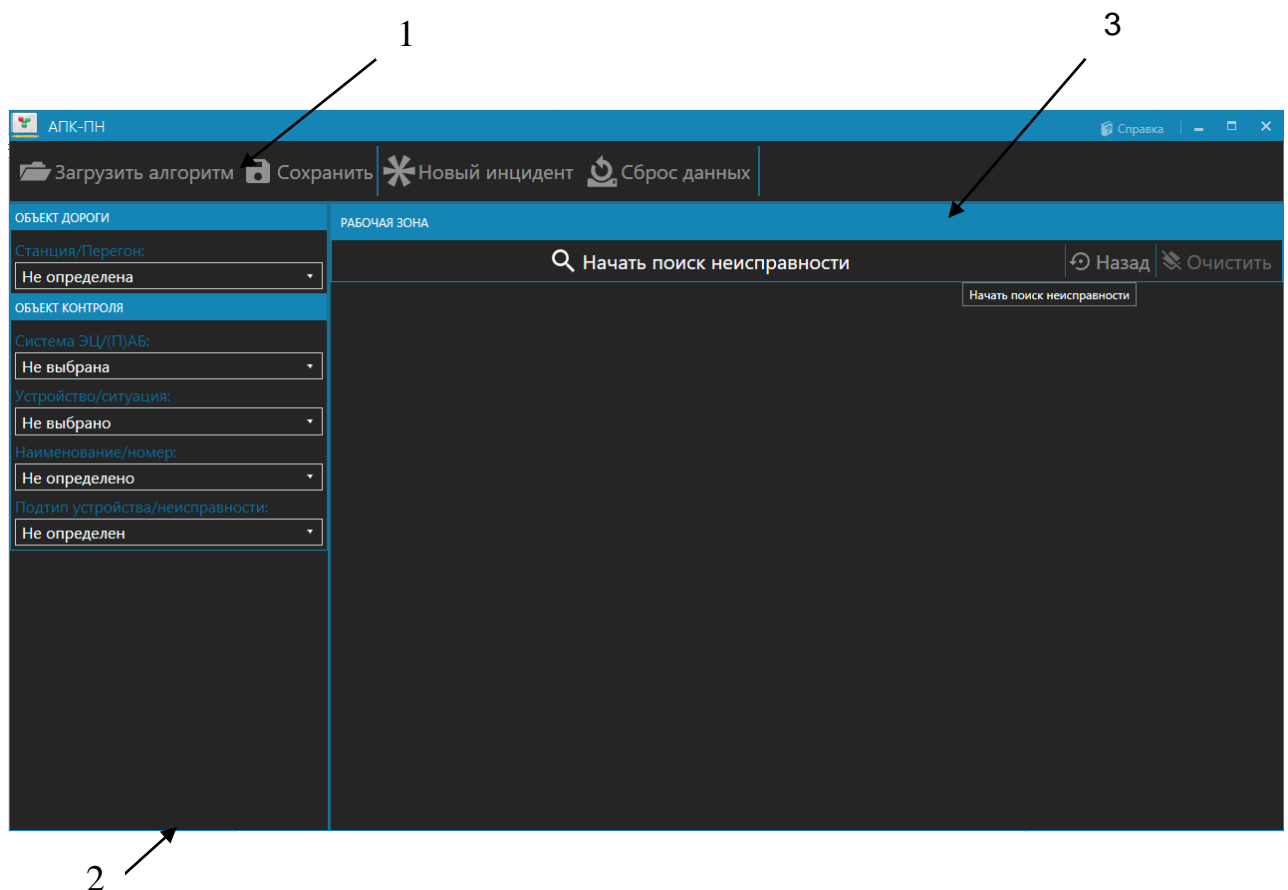 1
3
АПК-ПН
Справка
Загрузить алгоритм Сохранить Новый инцидент Сброс данных
ОБЪЕКТ ДОРОГИ
Станция/Перегон:
Не определена
ОБЪЕКТ КОНТРОЛЯ
Система ЭЦ/(П)АБ:
Не выбрана
Устройство/ситуация:
Не выбрано
Наименование/номер:
Не определено
Подтип устройства/неисправности:
Не определен
РАБОЧАЯ ЗОНА
Начать поиск неисправности
Назад Очистить
Начать поиск неисправности
2